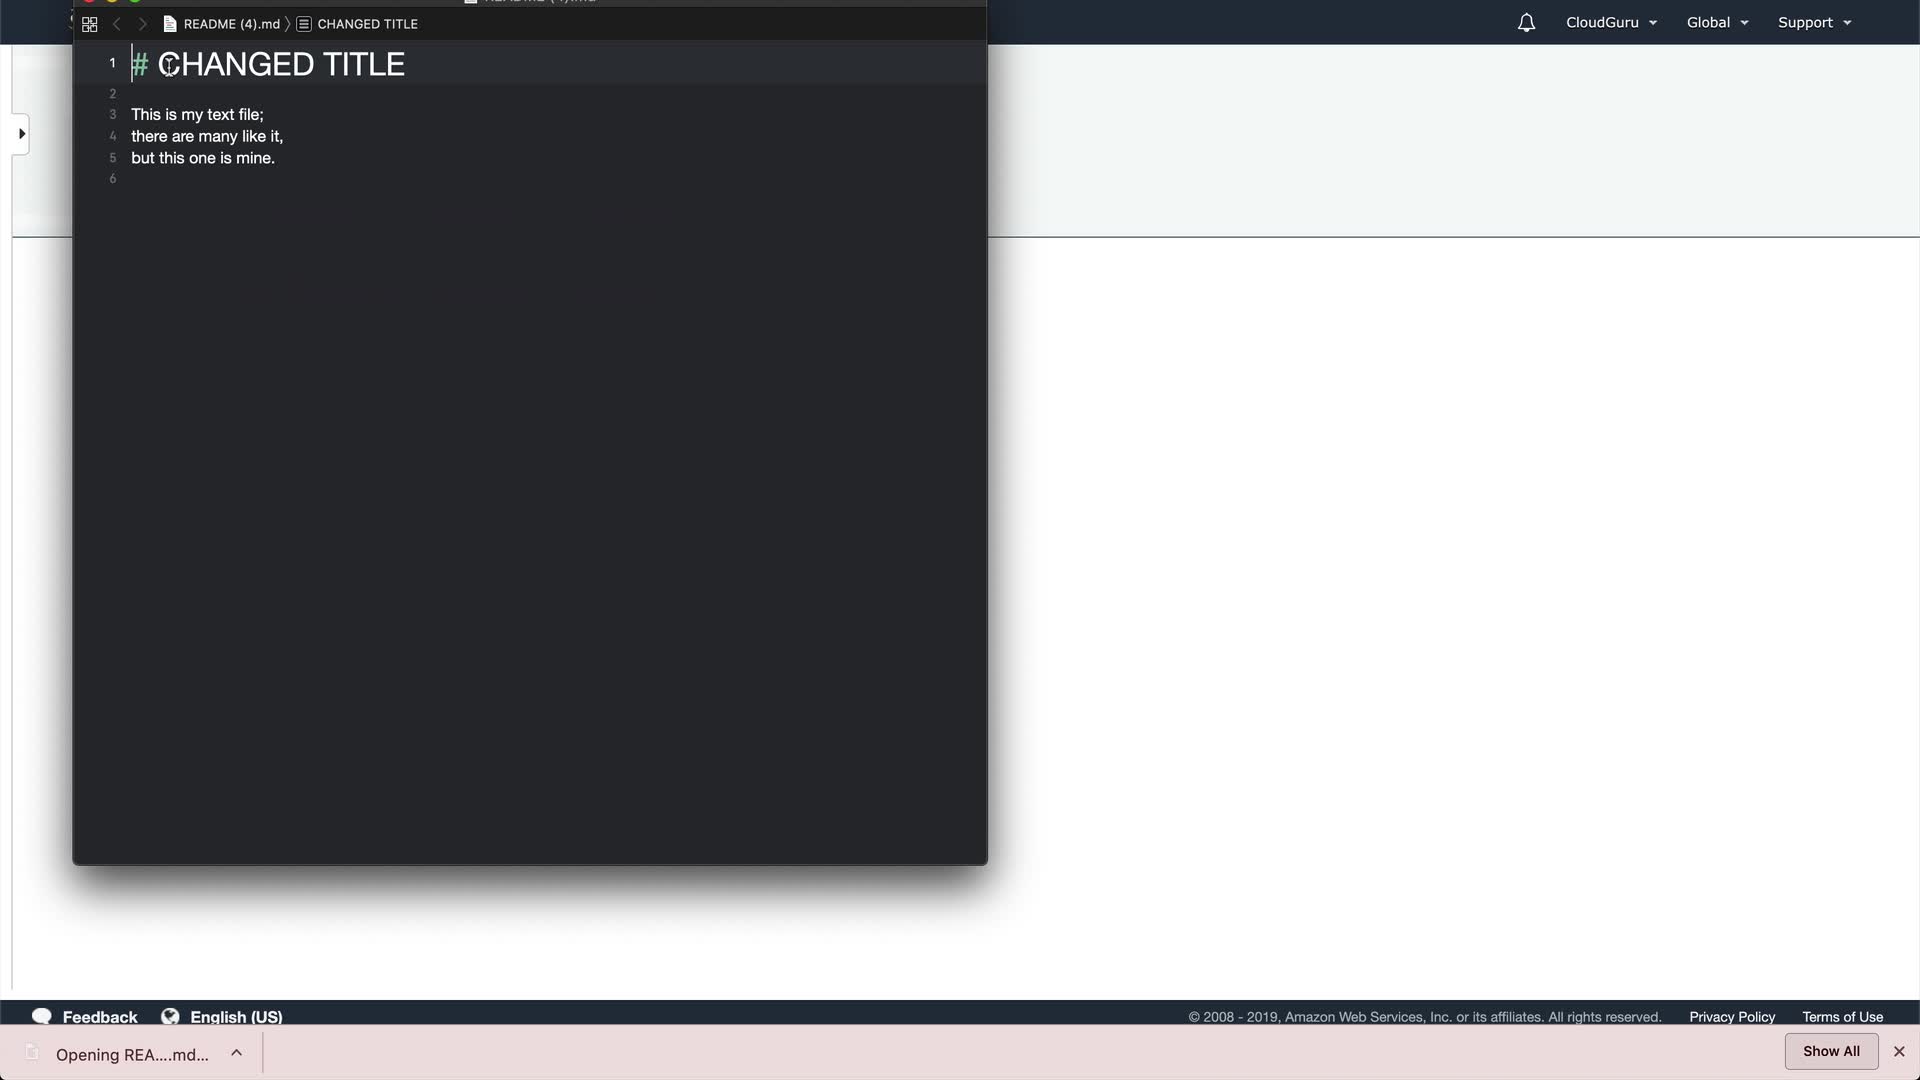 CloudGuru Global Support
README (4).md CHANGED TITLE
1 # CHANGED TITLE
2
3 This is my text file;
4 there are many like it,
5 but this one is mine.
6
Feedback English (US) © 2008 - 2019, Amazon Web Services, Inc. or its affiliates. All rights reserved. Privacy Policy Terms of Use
Opening REA....md... Show All